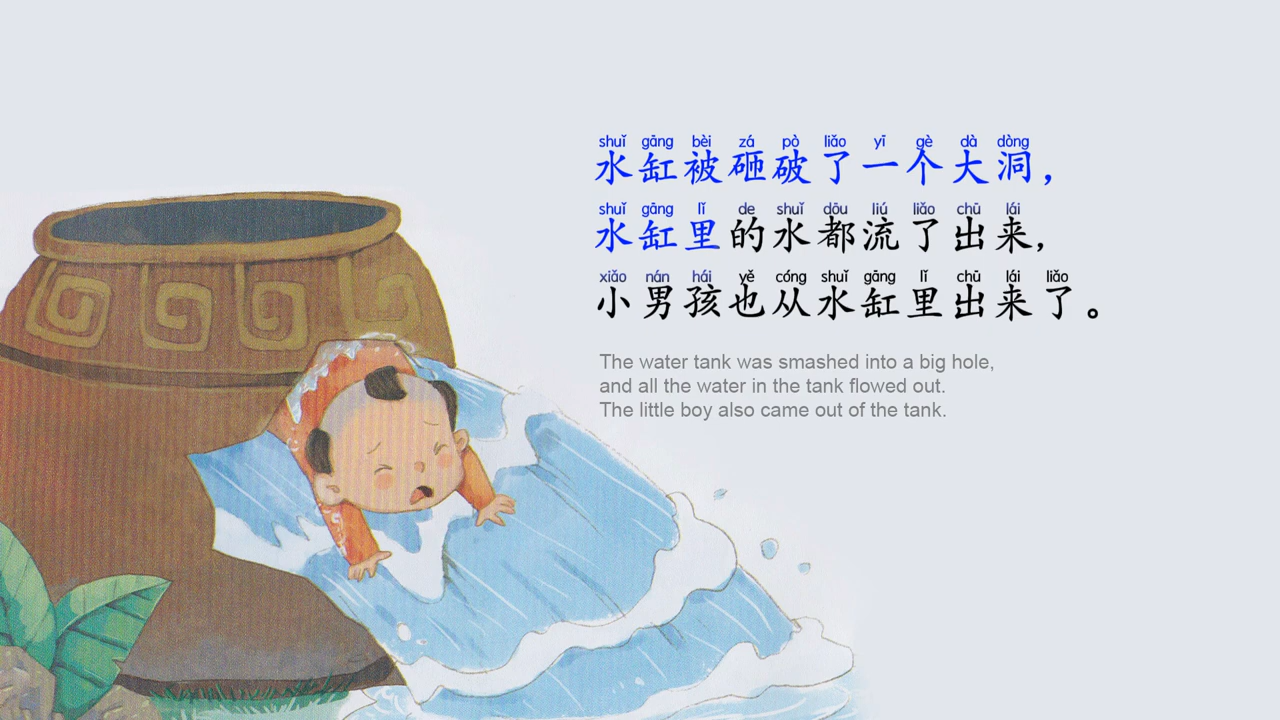 shuǐ gāng bèi zá pò liǎo yī gè dà dòng
水缸被砸破了一个大洞，
shuǐ gāng lǐ de shuǐ dōu liú liǎo chū lái
水缸里的水都流了出来，
xiǎo nán hái yě cóng shuǐ gāng lǐ chū lái liǎo
小男孩也从水缸里出来了。
The water tank was smashed into a big hole,
and all the water in the tank flowed out.
The little boy also came out of the tank.